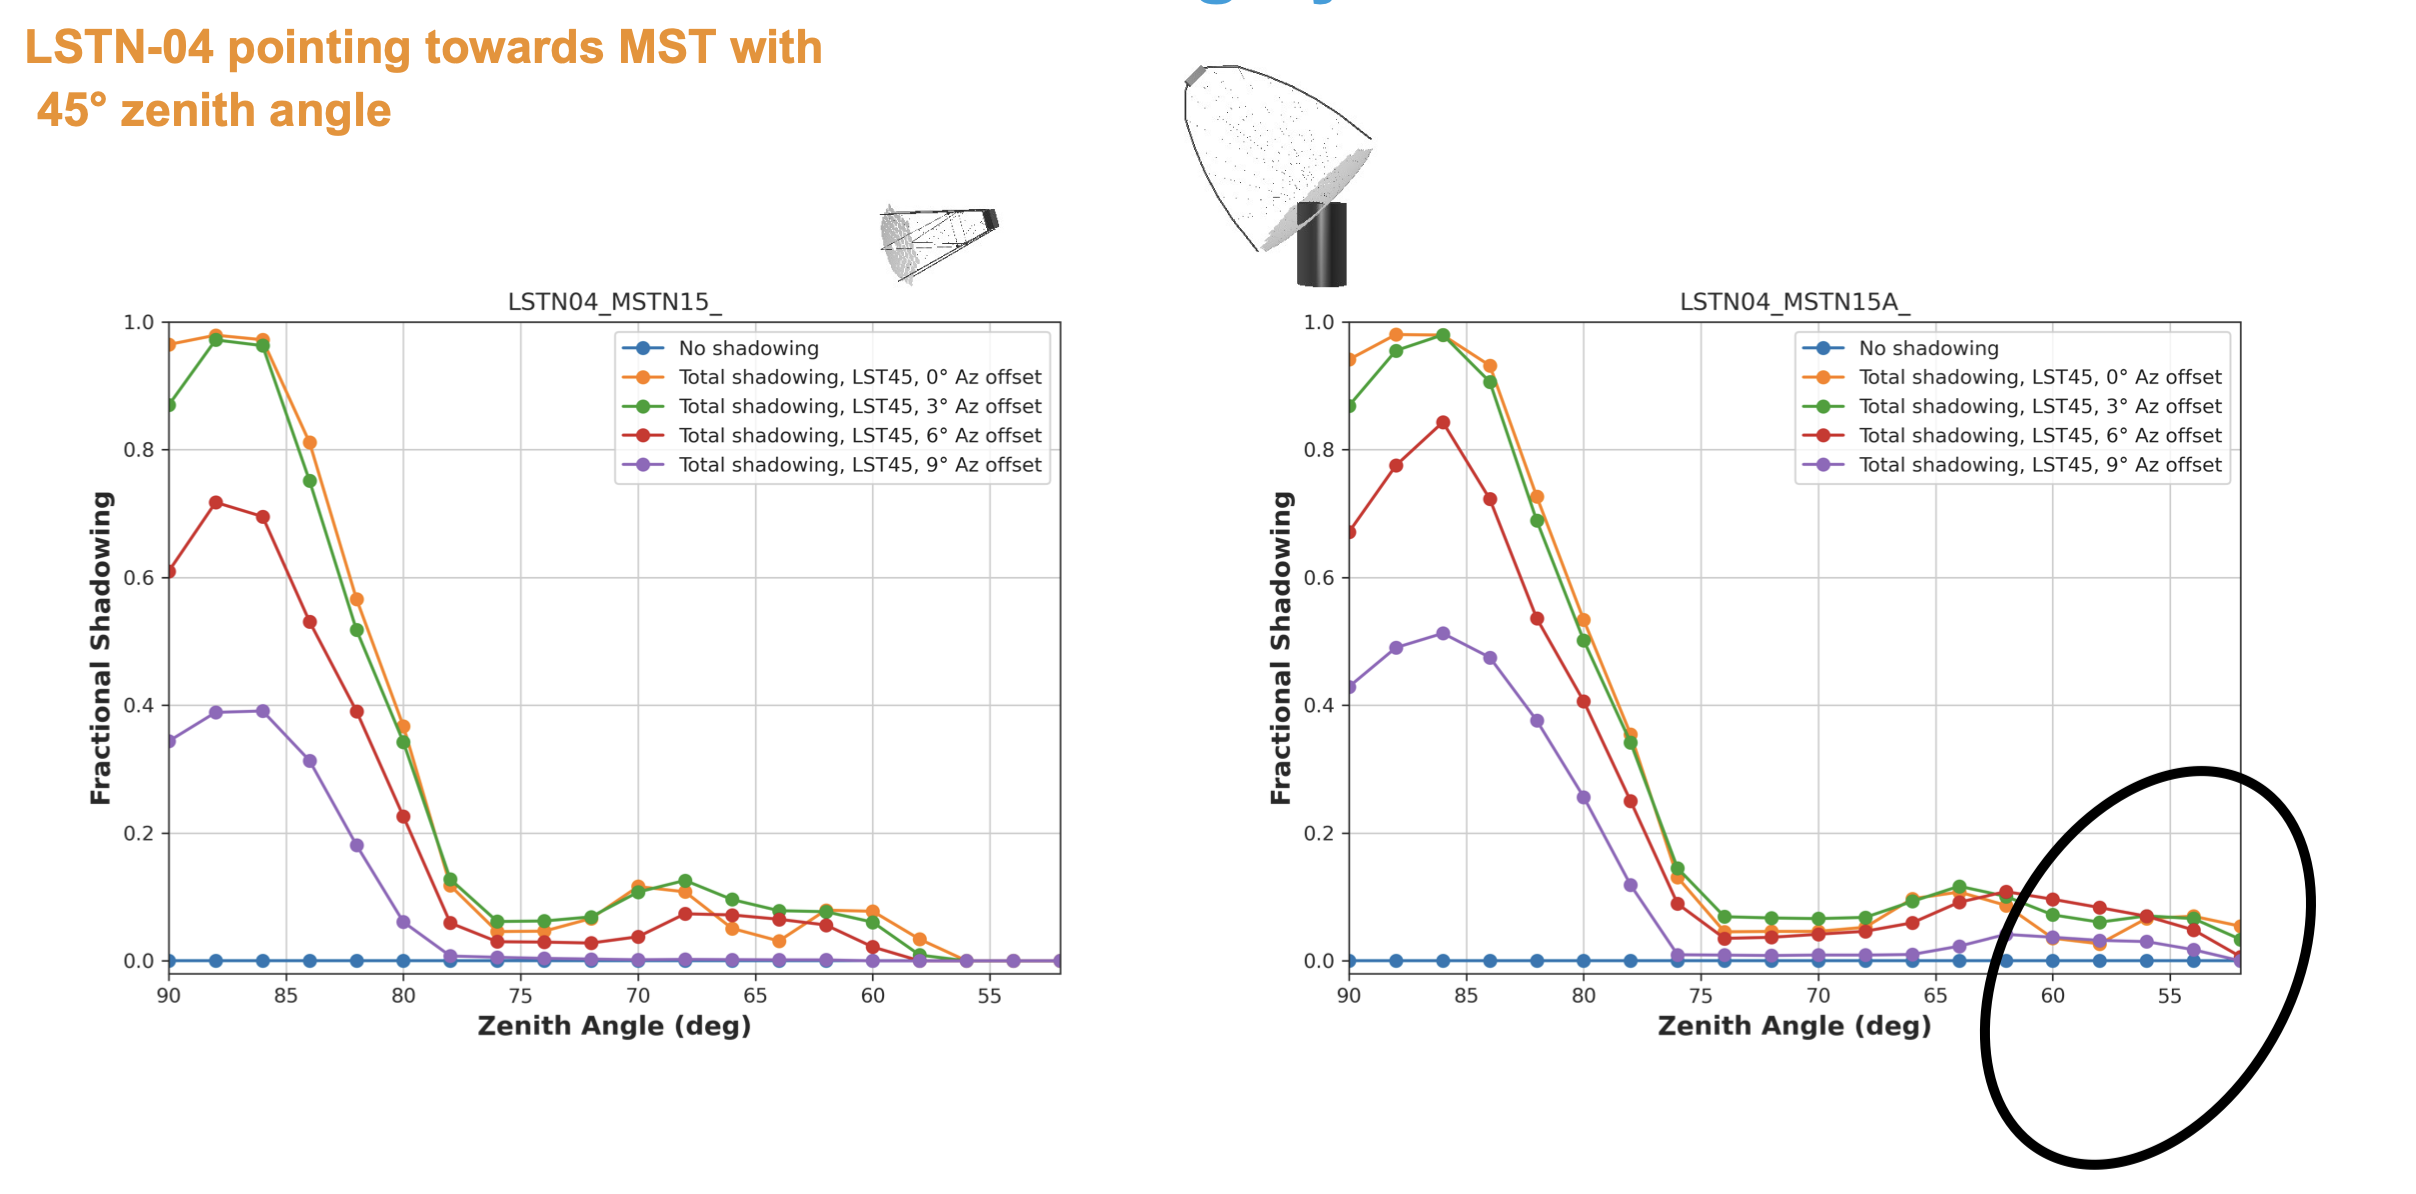 LSTN-04 pointing towards MST with
45° zenith angle
LSTN04_MSTN15_
1.0
0.8
0.6
0.4
0.2
0.0
Fractional Shadowing
No shadowing
Total shadowing, LST45, 0° Az offset
Total shadowing, LST45, 3° Az offset
Total shadowing, LST45, 6° Az offset
Total shadowing, LST45, 9° Az offset
90 85 80 75 70 65 60 55
Zenith Angle (deg)
LSTN04_MSTN15A_
1.0
0.8
0.6
0.4
0.2
0.0
Fractional Shadowing
No shadowing
Total shadowing, LST45, 0° Az offset
Total shadowing, LST45, 3° Az offset
Total shadowing, LST45, 6° Az offset
Total shadowing, LST45, 9° Az offset
90 85 80 75 70 65 60 55
Zenith Angle (deg)